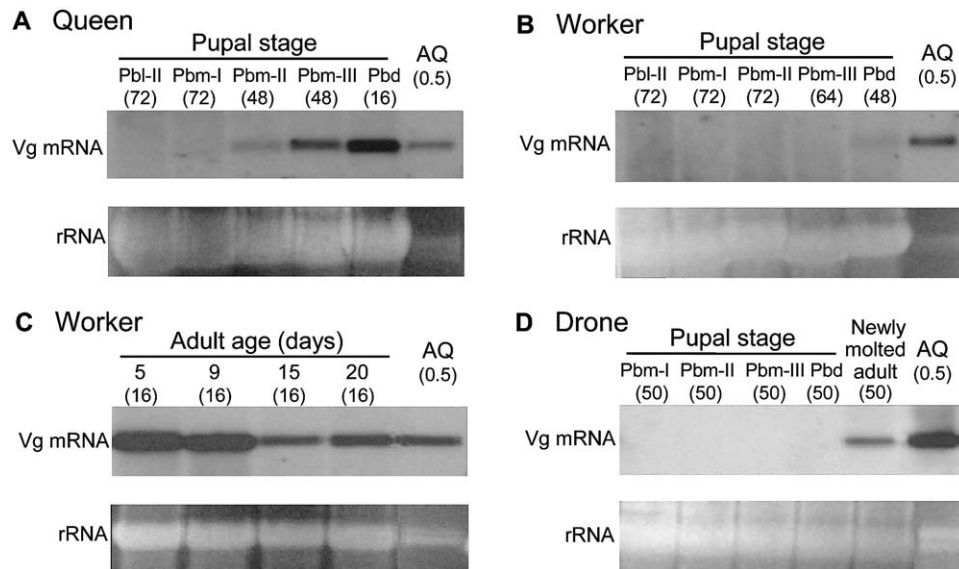 A Queen
Pupal stage
AQ
(0.5)
Pbl-II Pbm-I Pbm-II Pbm-III Pbd
(72) (72) (48) (48) (16)
Vg mRNA
rRNA
B Worker
Pupal stage
AQ
(0.5)
Pbl-II Pbm-I Pbm-II Pbm-III Pbd
(72) (72) (72) (64) (48)
Vg mRNA
rRNA
C Worker
Adult age (days)
AQ
(0.5)
5 9 15 20
(16) (16) (16) (16)
Vg mRNA
rRNA
D Drone
Pupal stage
Newly
molted
adult
(50)
AQ
(0.5)
Pbm-I Pbm-II Pbm-III Pbd
(50) (50) (50) (50)
Vg mRNA
rRNA